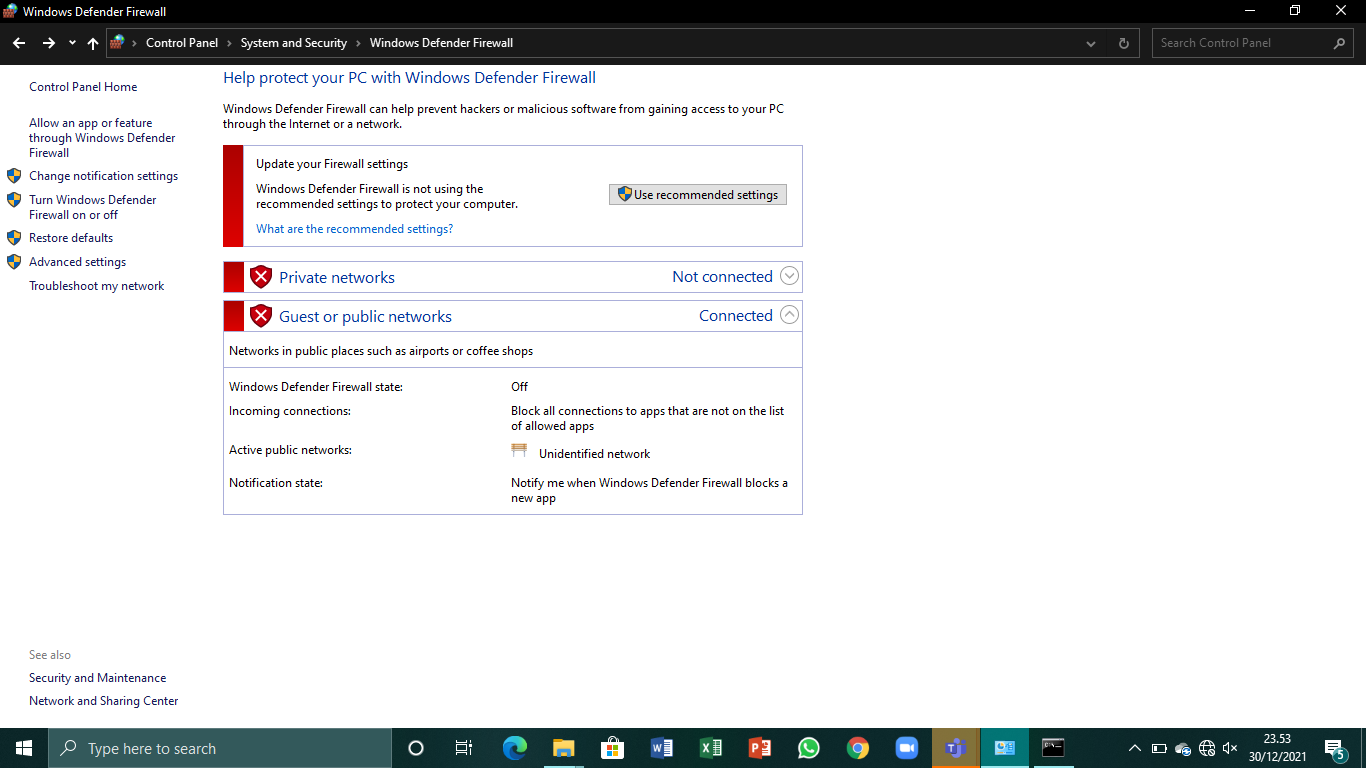 Windows Defender Firewall
Control Panel
System and Security
Windows Defender Firewall
Search Control Panel
Control Panel Home
Allow an app or feature
through Windows Defender
Firewall
Change notification settings
Turn Windows Defender
Firewall on or off
Restore defaults
Advanced settings
Troubleshoot my network
Help protect your PC with Windows Defender Firewall
Windows Defender Firewall can help prevent hackers or malicious software from gaining access to your PC
through the Internet or a network.
Update your Firewall settings
Windows Defender Firewall is not using the
recommended settings to protect your computer.
Use recommended settings
What are the recommended settings?
Private networks
Not connected
Guest or public networks
Connected
Networks in public places such as airports or coffee shops
Windows Defender Firewall state:
Off
Incoming connections:
Block all connections to apps that are not on the list
of allowed apps
Active public networks:
Unidentified network
Notification state:
Notify me when Windows Defender Firewall blocks a
new app
See also
Security and Maintenance
Network and Sharing Center
Type here to search
23.53
30/12/2021
5